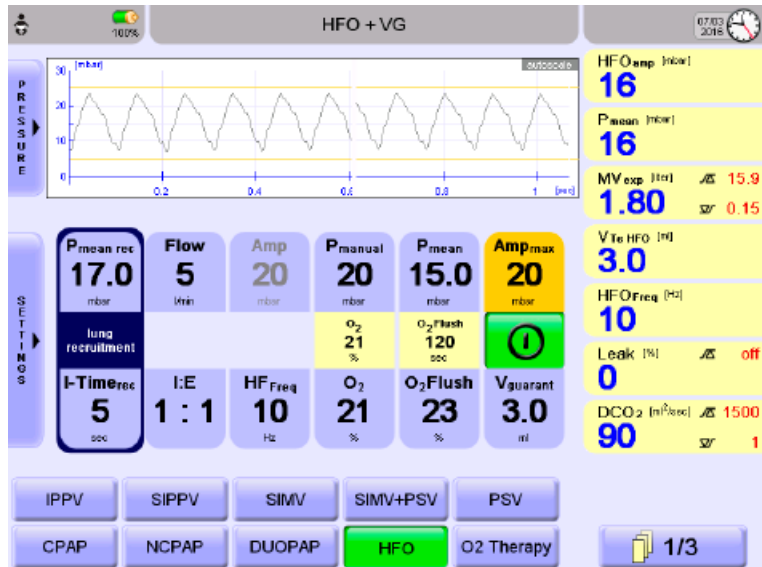 100%
HFO + VG
07/03
2016
PRESSURE
[mbar]
autoscale
30
20
10
0
0.2
0.4
0.6
0.8
1
[sec]
HFOamp [mbar]
16
Pmean [mbar]
16
MVexp [liter]
15.9
1.80
0.15
VTe HFO [ml]
3.0
HFOFreq [Hz]
10
Leak [%]
off
0
DCO2 [ml²/sec]
1500
90
1
SETTINGS
Pmean rec
17.0
mbar
Flow
5
l/min
Amp
20
mbar
Pmanual
20
mbar
Pmean
15.0
mbar
Ampmax
20
mbar
lung
recruitment
O2
21
%
O2Flush
120
sec
I-Timerec
5
sec
I:E
1 : 1
HFFreq
10
Hz
O2
21
%
O2Flush
23
%
Vguarant
3.0
ml
IPPV
SIPPV
SIMV
SIMV+PSV
PSV
CPAP
NCPAP
DUOPAP
HFO
O2 Therapy
1/3